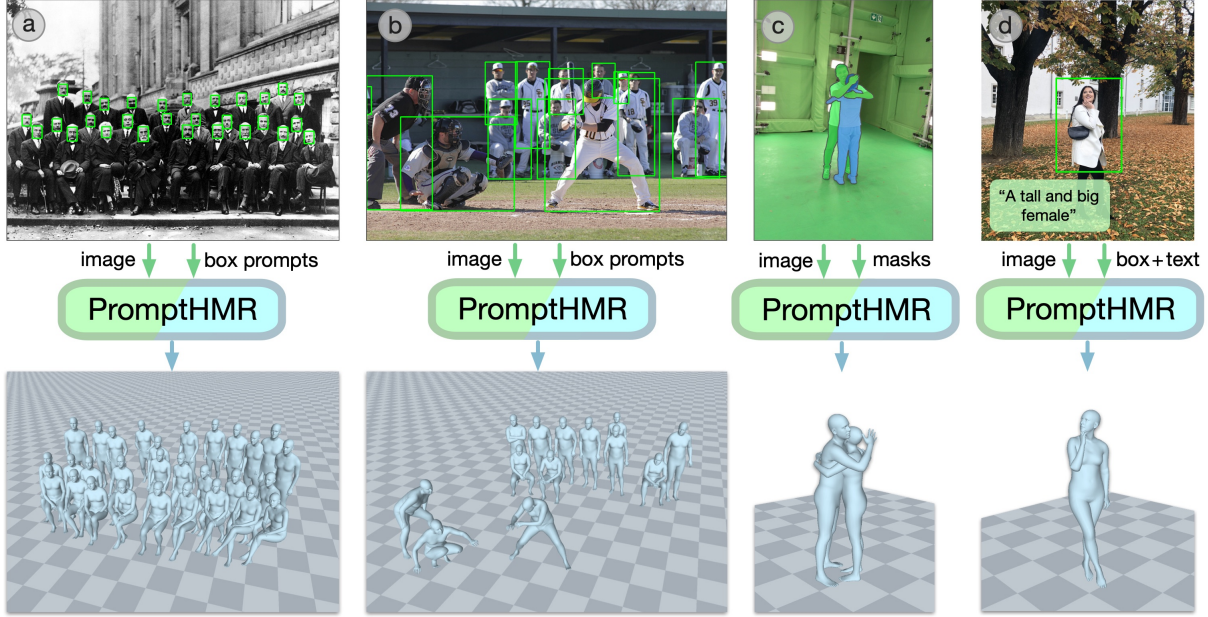 a
b
c
d
"A tall and big
female"
image
box prompts
image
box prompts
image
masks
image
box+text
PromptHMR
PromptHMR
PromptHMR
PromptHMR